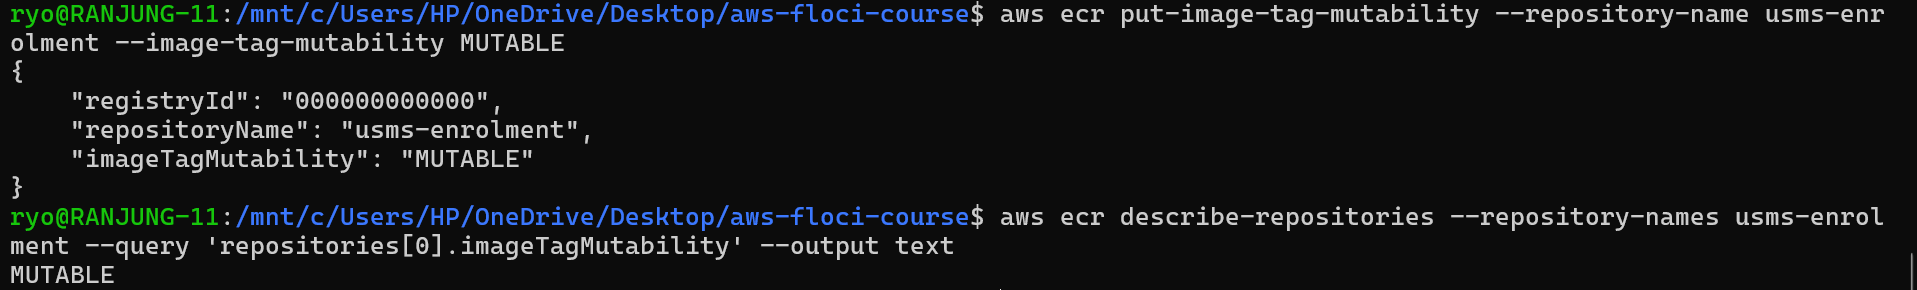 ryo@RANJUNG-11:/mnt/c/Users/HP/OneDrive/Desktop/aws-floci-course$ aws ecr put-image-tag-mutability --repository-name usms-enr
olment --image-tag-mutability MUTABLE
{
    "registryId": "000000000000",
    "repositoryName": "usms-enrolment",
    "imageTagMutability": "MUTABLE"
}
ryo@RANJUNG-11:/mnt/c/Users/HP/OneDrive/Desktop/aws-floci-course$ aws ecr describe-repositories --repository-names usms-enrol
ment --query 'repositories[0].imageTagMutability' --output text
MUTABLE